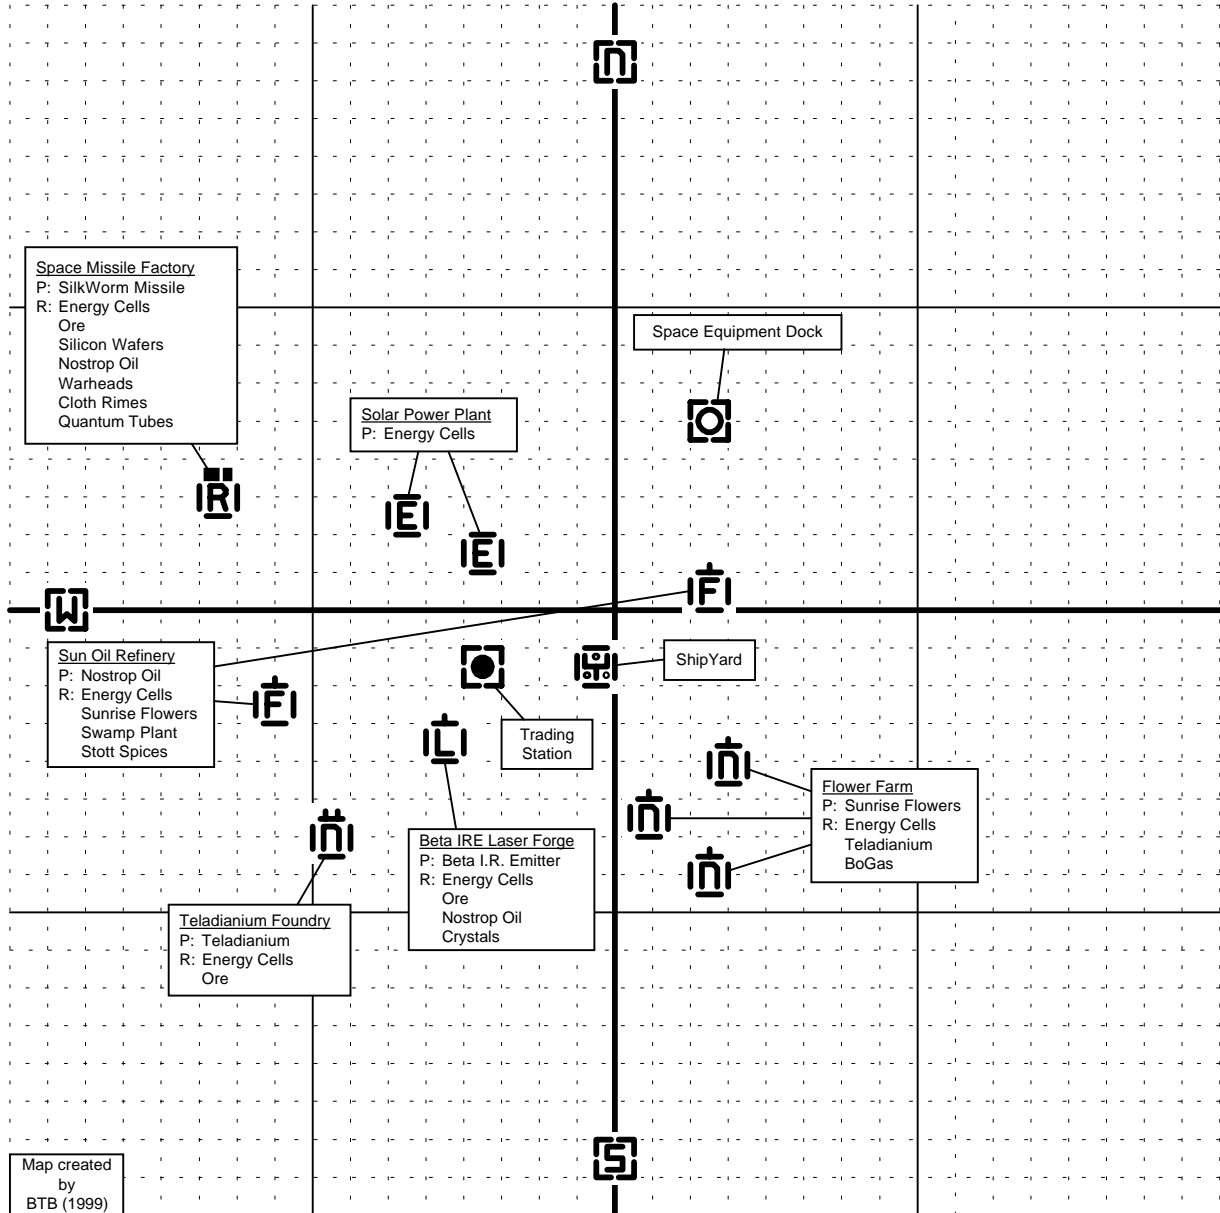 n
Space Missile Factory
P: SilkWorm Missile
R: Energy Cells
Ore
Silicon Wafers
Nostrop Oil
Warheads
Cloth Rimes
Quantum Tubes
Space Equipment Dock
Solar Power Plant
P: Energy Cells
R
E
E
F
W
Sun Oil Refinery
P: Nostrop Oil
R: Energy Cells
Sunrise Flowers
Swamp Plant
Stott Spices
ShipYard
F
L
Trading
Station
n
n
n
Flower Farm
P: Sunrise Flowers
R: Energy Cells
Teladianium
BoGas
n
Beta IRE Laser Forge
P: Beta I.R. Emitter
R: Energy Cells
Ore
Nostrop Oil
Crystals
Teladianium Foundry
P: Teladianium
R: Energy Cells
Ore
S
Map created
by
BTB (1999)